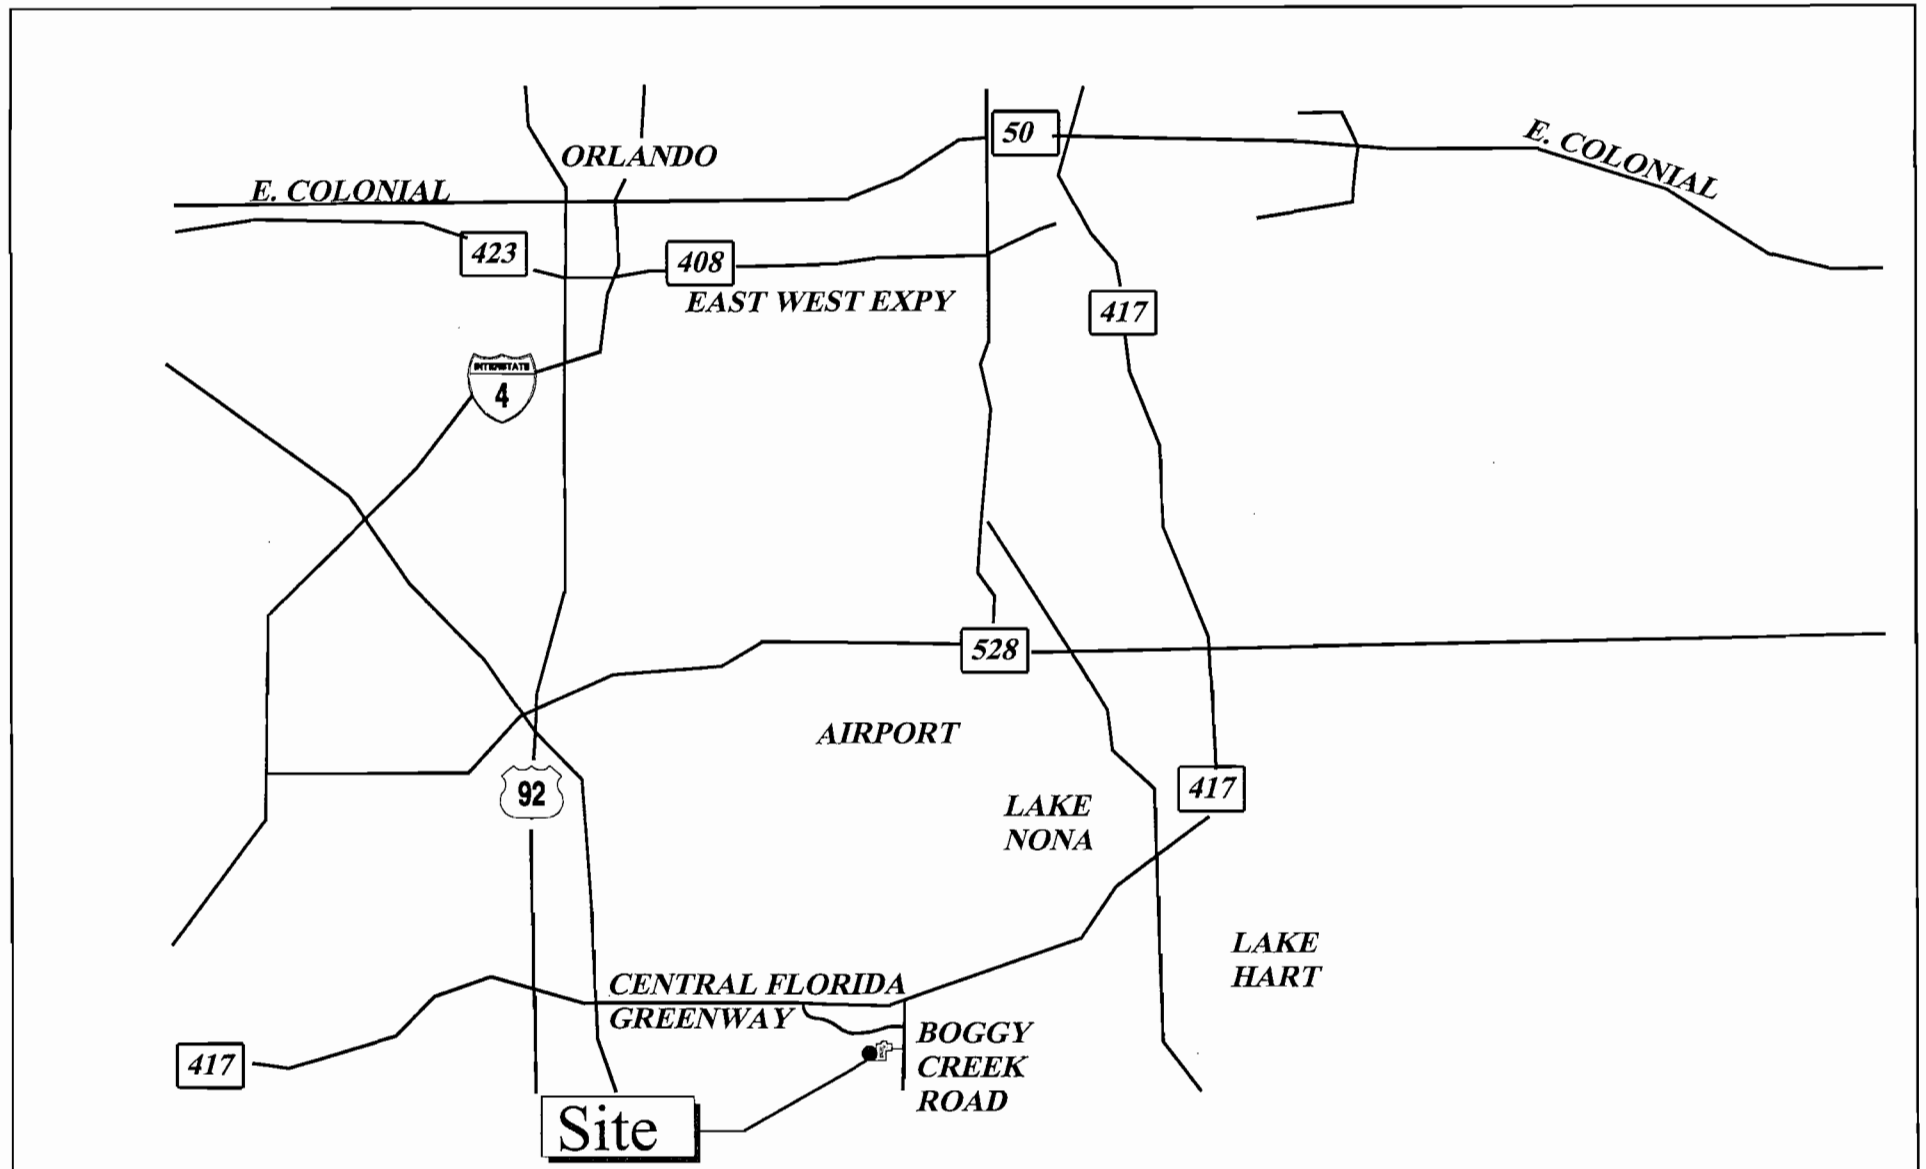 50
E. COLONIAL
ORLANDO
E. COLONIAL
423
408
EAST WEST EXPY
417
INTERSTATE
4
528
AIRPORT
92
417
LAKE
NONA
LAKE
HART
CENTRAL FLORIDA
GREENWAY
BOGGY
CREEK
ROAD
417
Site